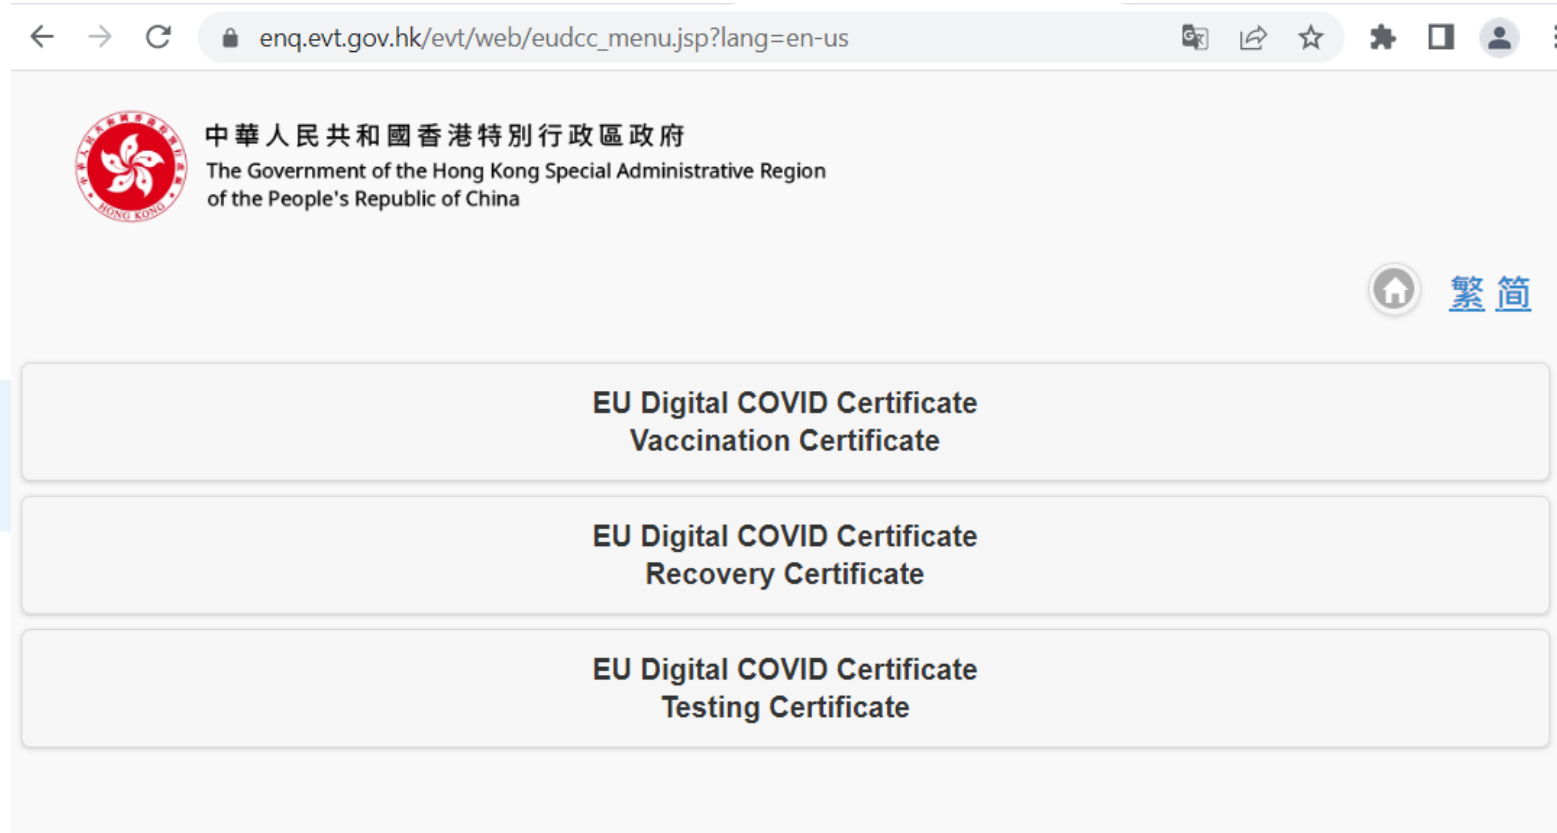 enq.evt.gov.hk/evt/web/eudcc_menu.jsp?lang=en-us
中華人民共和國香港特別行政區政府
The Government of the Hong Kong Special Administrative Region
of the People's Republic of China
HONG KONG
繁 简
EU Digital COVID Certificate
Vaccination Certificate
EU Digital COVID Certificate
Recovery Certificate
EU Digital COVID Certificate
Testing Certificate